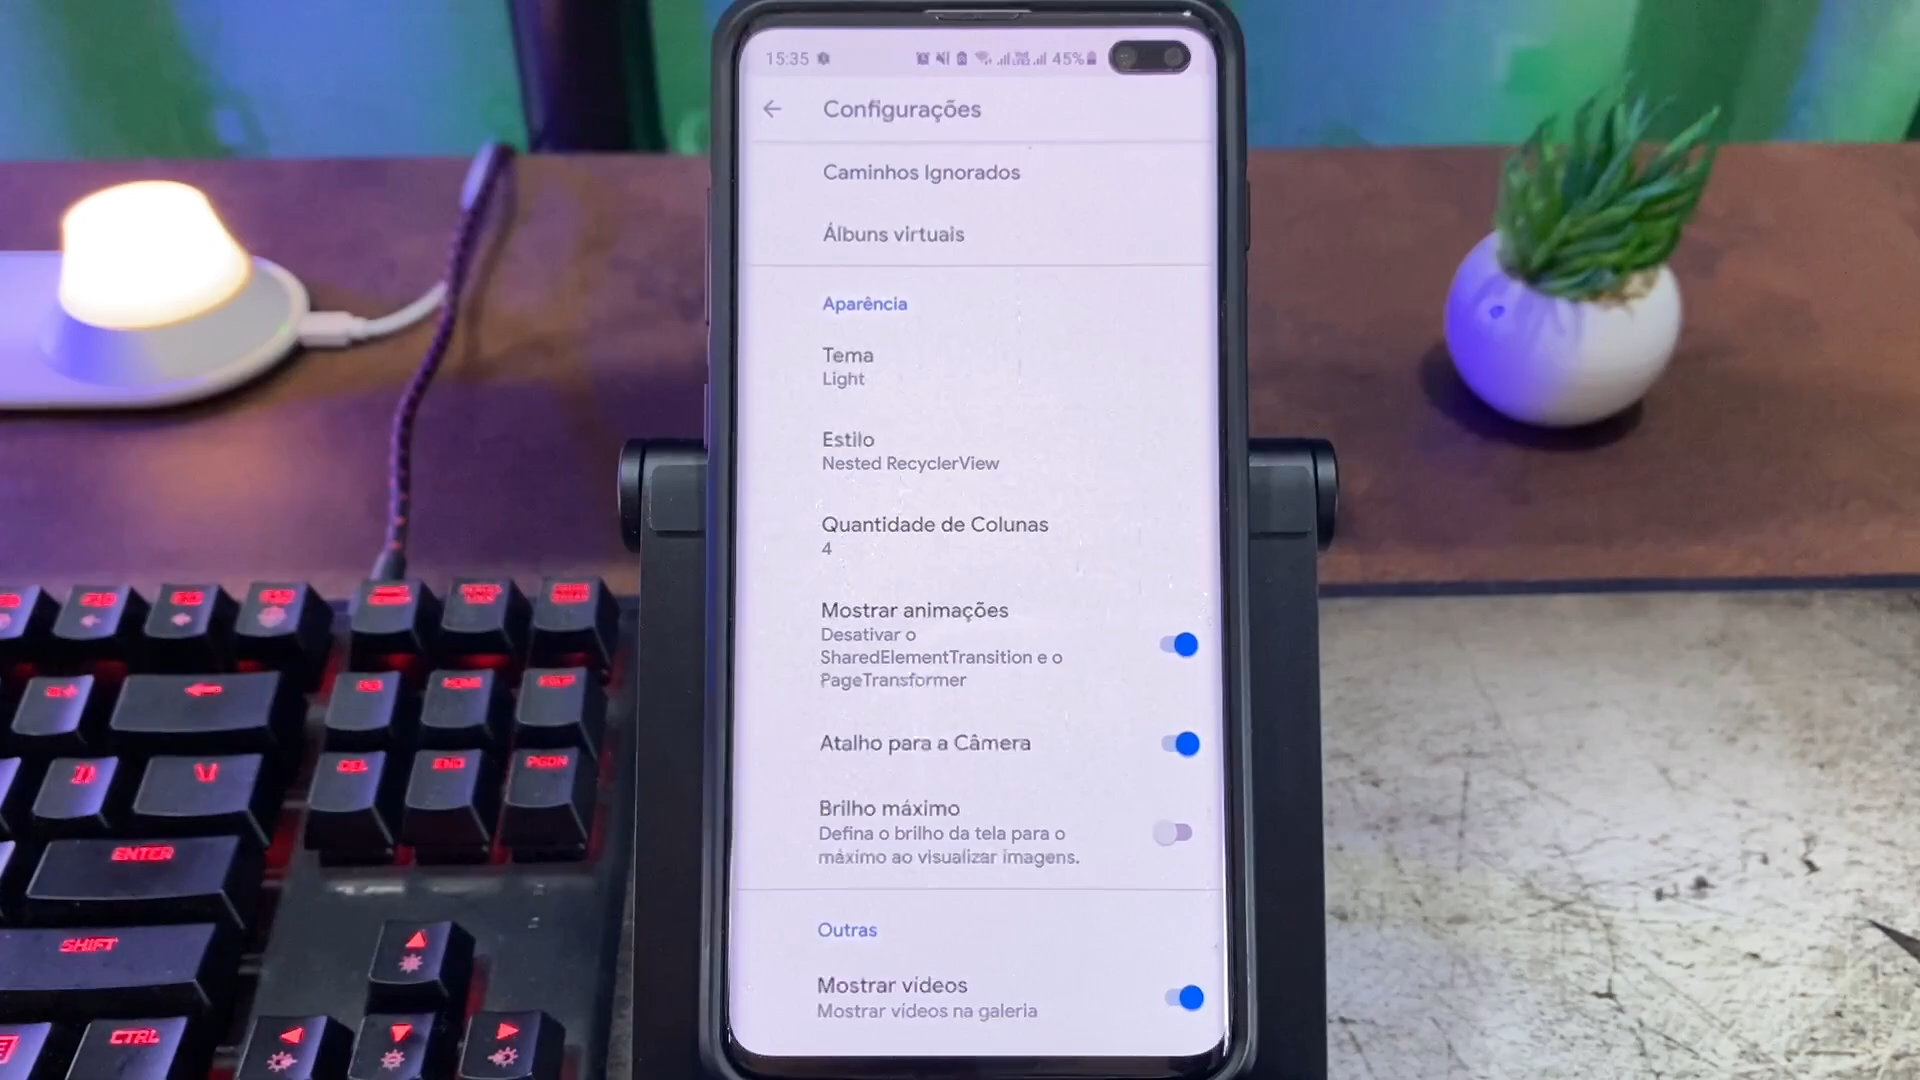 15:35
45%
Configurações
Caminhos Ignorados
Álbuns virtuais
Aparência
Tema
Light
Estilo
Nested RecyclerView
Quantidade de Colunas
4
Mostrar animações
Desativar o
SharedElementTransition e o
PageTransformer
Atalho para a Câmera
Brilho máximo
Defina o brilho da tela para o
máximo ao visualizar imagens.
Outras
Mostrar vídeos
Mostrar vídeos na galeria
HOME
DEL
END
PGDN
ENTER
SHIFT
CTRL